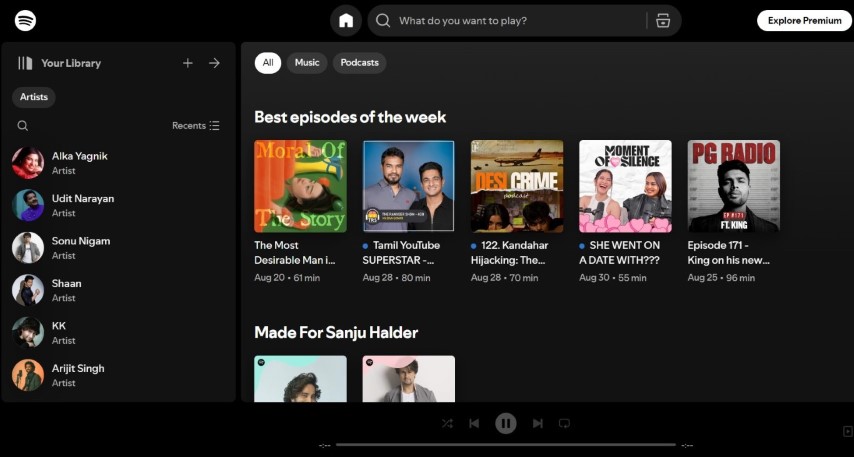 What do you want to play?
Explore Premium
Your Library
Artists
Recents
Alka Yagnik
Artist
Udit Narayan
Artist
Sonu Nigam
Artist
Shaan
Artist
KK
Artist
Arijit Singh
Artist
All
Music
Podcasts
Best episodes of the week
Moral Of
The Story
The Most
Desirable Man i...
Aug 20 • 61 min
TRS
Tamil YouTube
SUPERSTAR -...
Aug 28 • 80 min
DESI CRIME
podcast
122. Kandahar
Hijacking: The...
Aug 28 • 70 min
MOMENT
OF SILENCE
SHE WENT ON
A DATE WITH???
Aug 30 • 55 min
PG RADIO
EP #171
FT. KING
Episode 171 -
King on his new...
Aug 25 • 96 min
Made For Sanju Halder
-:--
-:--